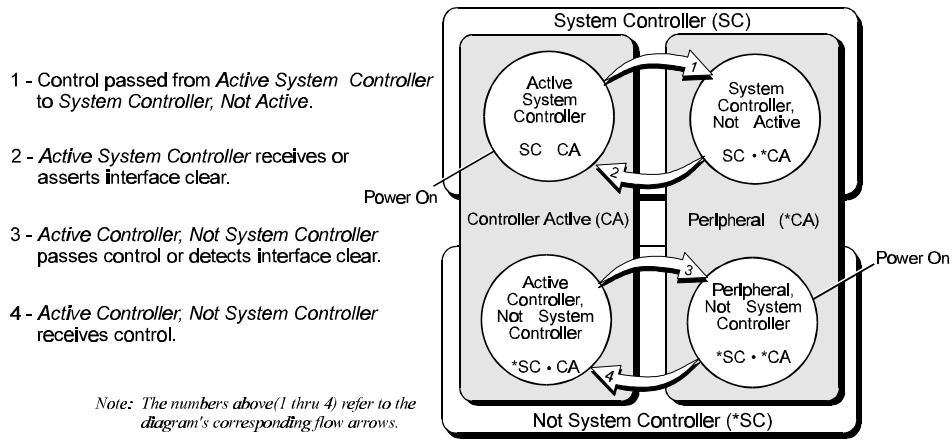 System Controller (SC)
1 - Control passed from Active System Controller
to System Controller, Not Active.
2 - Active System Controller receives or
asserts interface clear.
3 - Active Controller, Not System Controller
passes control or detects interface clear.
4 - Active Controller, Not System Controller
receives control.
Note: The numbers above(1 thru 4) refer to the
diagram's corresponding flow arrows.
Active
System
Controller
SC CA
1
System
Controller,
Not Active
SC • *CA
2
Power On
Controller Active (CA)
Peripheral (*CA)
Active
Controller,
Not System
Controller
*SC • CA
3
Peripheral,
Not System
Controller
*SC • *CA
4
Power On
Not System Controller (*SC)